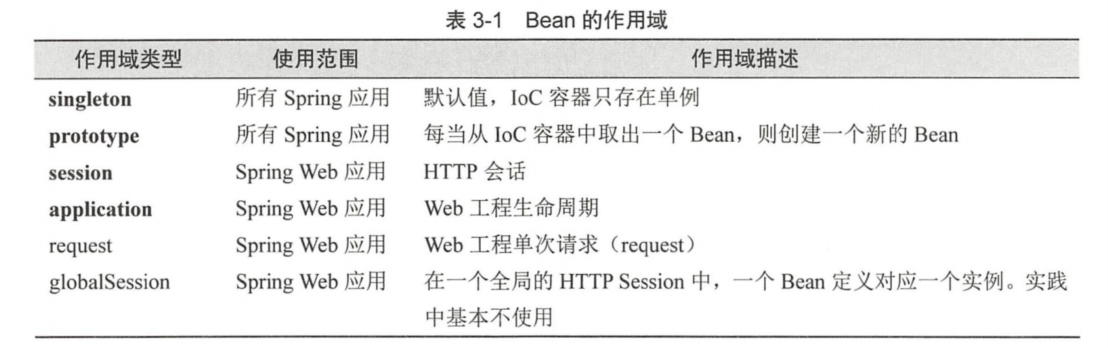 表 3-1 Bean 的作用域
作用域类型 使用范围 作用域描述
singleton 所有 Spring 应用 默认值，IoC 容器只存在单例
prototype 所有 Spring 应用 每当从 IoC 容器中取出一个 Bean，则创建一个新的 Bean
session Spring Web 应用 HTTP 会话
application Spring Web 应用 Web 工程生命周期
request Spring Web 应用 Web 工程单次请求（request）
globalSession Spring Web 应用 在一个全局的 HTTP Session 中，一个 Bean 定义对应一个实例。实践
中基本不使用